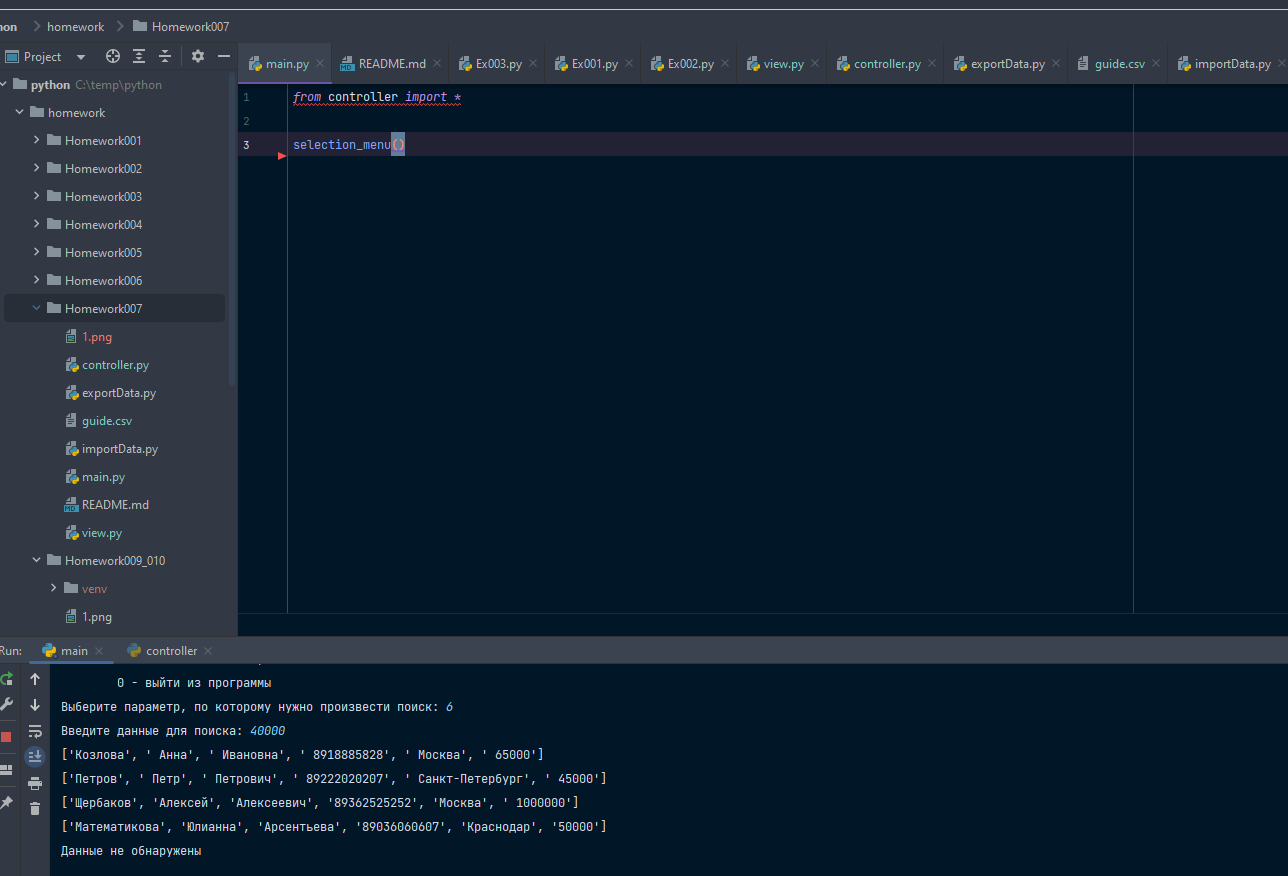 hon homework Homework007
Project
main.py README.md Ex003.py Ex001.py Ex002.py view.py controller.py exportData.py guide.csv importData.py
python C:\temp\python
homework
Homework001
Homework002
Homework003
Homework004
Homework005
Homework006
Homework007
1.png
controller.py
exportData.py
guide.csv
importData.py
main.py
README.md
view.py
Homework009_010
venv
1.png
1 from controller import *
2
3 selection_menu()
Run: main controller
0 - выйти из программы
Выберите параметр, по которому нужно произвести поиск: 6
Введите данные для поиска: 40000
['Козлова', ' Анна', ' Ивановна', ' 8918885828', ' Москва', ' 65000']
['Петров', ' Петр', ' Петрович', ' 89222020207', ' Санкт-Петербург', ' 45000']
['Щербаков', 'Алексей', 'Алексеевич', '89362525252', 'Москва', ' 1000000']
['Математикова', 'Юлианна', 'Арсентьева', '89036060607', 'Краснодар', '50000']
Данные не обнаружены